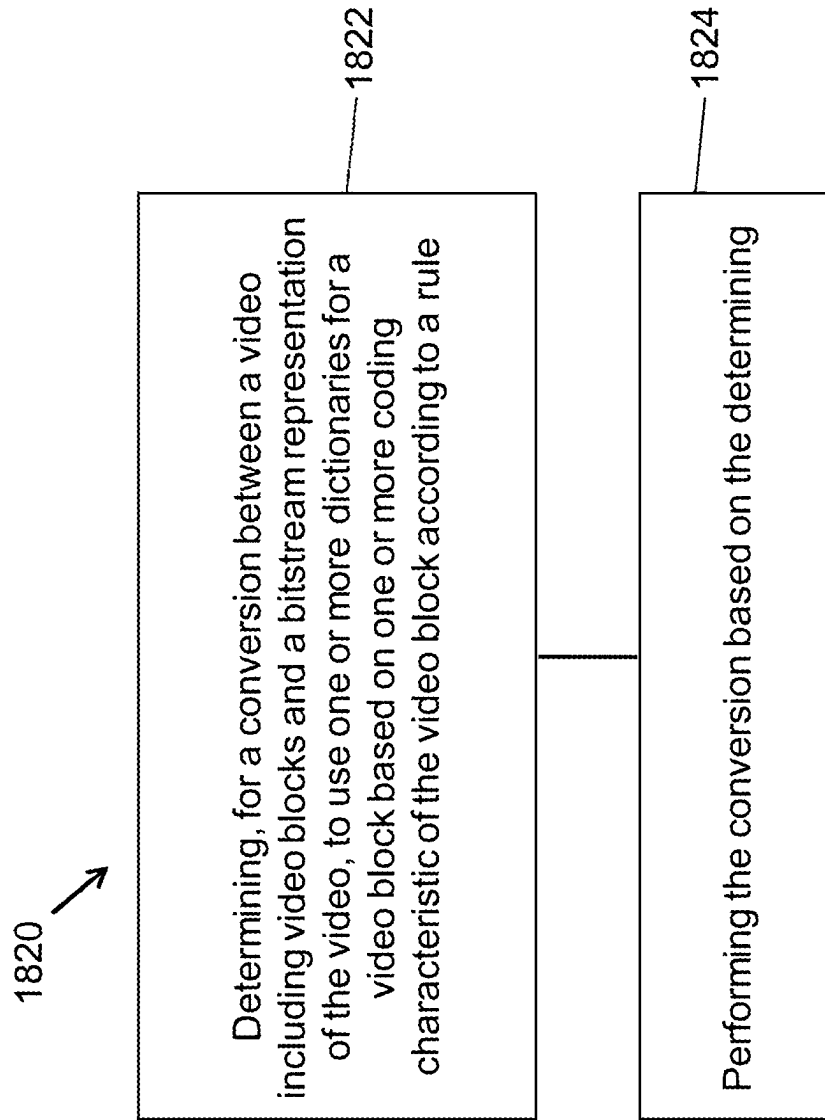 1820
Determining, for a conversion between a video
including video blocks and a bitstream representation
of the video, to use one or more dictionaries for a
video block based on one or more coding
characteristic of the video block according to a rule
1822
Performing the conversion based on the determining
1824